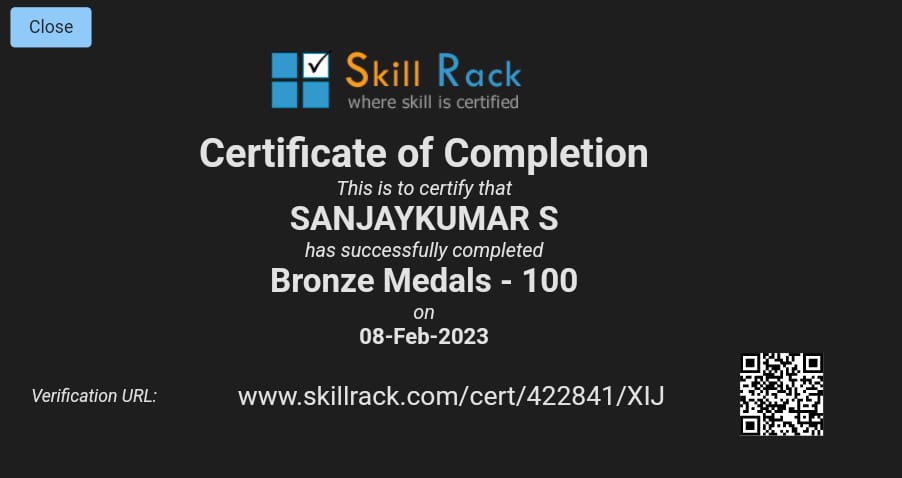 Close
Skill Rack
where skill is certified
Certificate of Completion
This is to certify that
SANJAYKUMAR S
has successfully completed
Bronze Medals - 100
on
08-Feb-2023
Verification URL: www.skillrack.com/cert/422841/XIJ